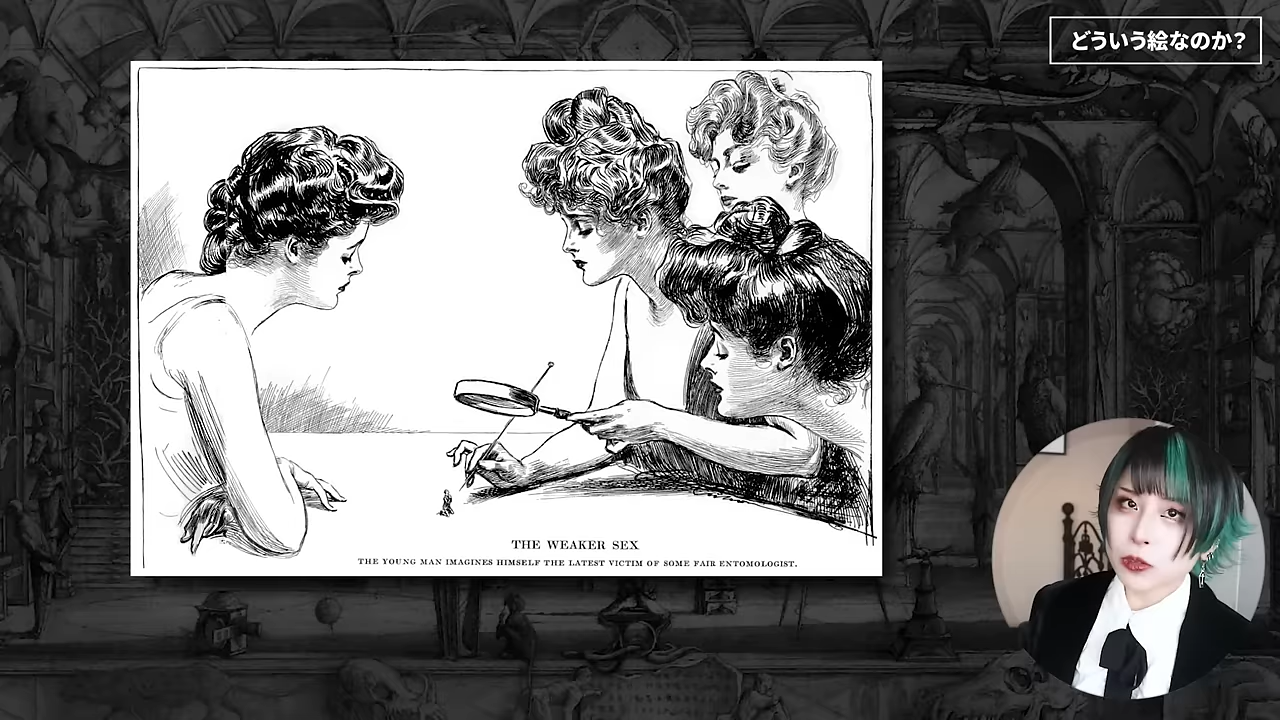 どういう絵なのか?
THE WEAKER SEX
THE YOUNG MAN IMAGINES HIMSELF THE LATEST VICTIM OF SOME FAIR ENTOMOLOGIST.